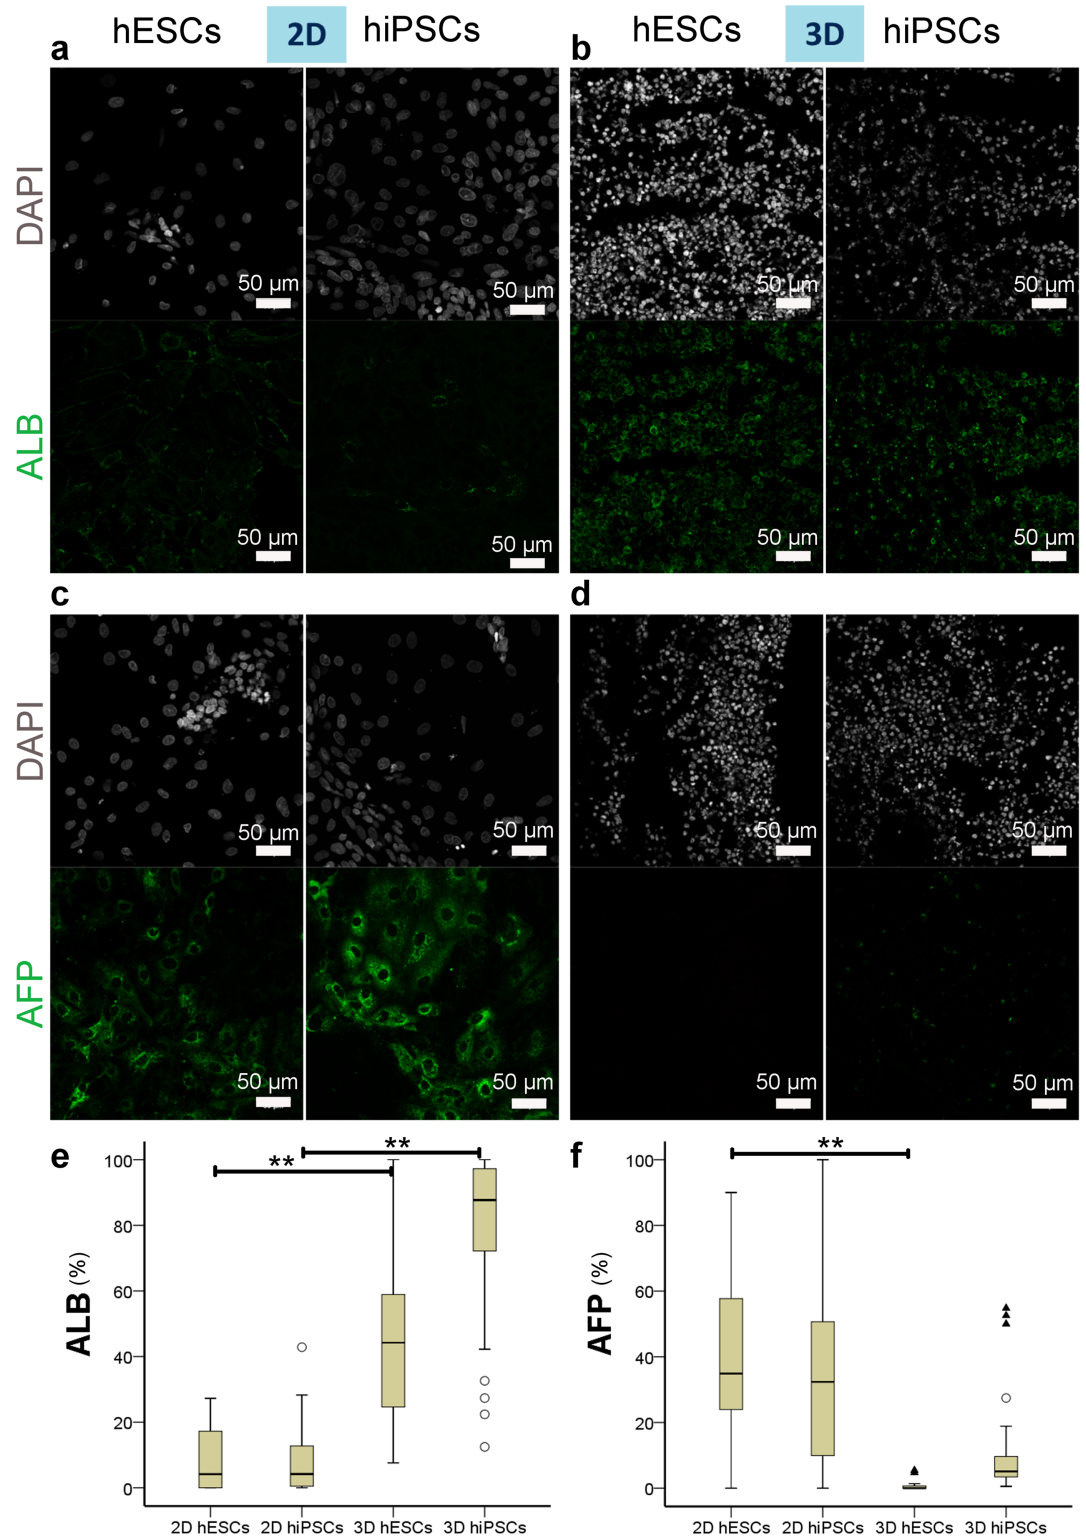 hESCs 2D hiPSCs hESCs 3D hiPSCs
a b
DAPI
50 µm 50 µm 50 µm 50 µm
ALB
50 µm 50 µm 50 µm 50 µm
c d
DAPI
50 µm 50 µm 50 µm 50 µm
AFP
50 µm 50 µm 50 µm 50 µm
e
ALB (%)
100
80
60
40
20
0
** **
2D hESCs 2D hiPSCs 3D hESCs 3D hiPSCs
f
AFP (%)
100
80
60
40
20
0
**
2D hESCs 2D hiPSCs 3D hESCs 3D hiPSCs